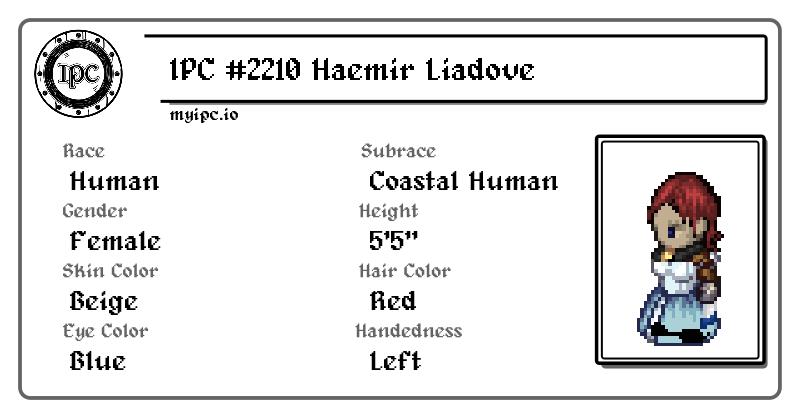 IPC
IPC #2210 Haemir Liadove
myipc.io
Race
Human
Subrace
Coastal Human
Gender
Female
Height
5'5"
Skin Color
Beige
Hair Color
Red
Eye Color
Blue
Handedness
Left